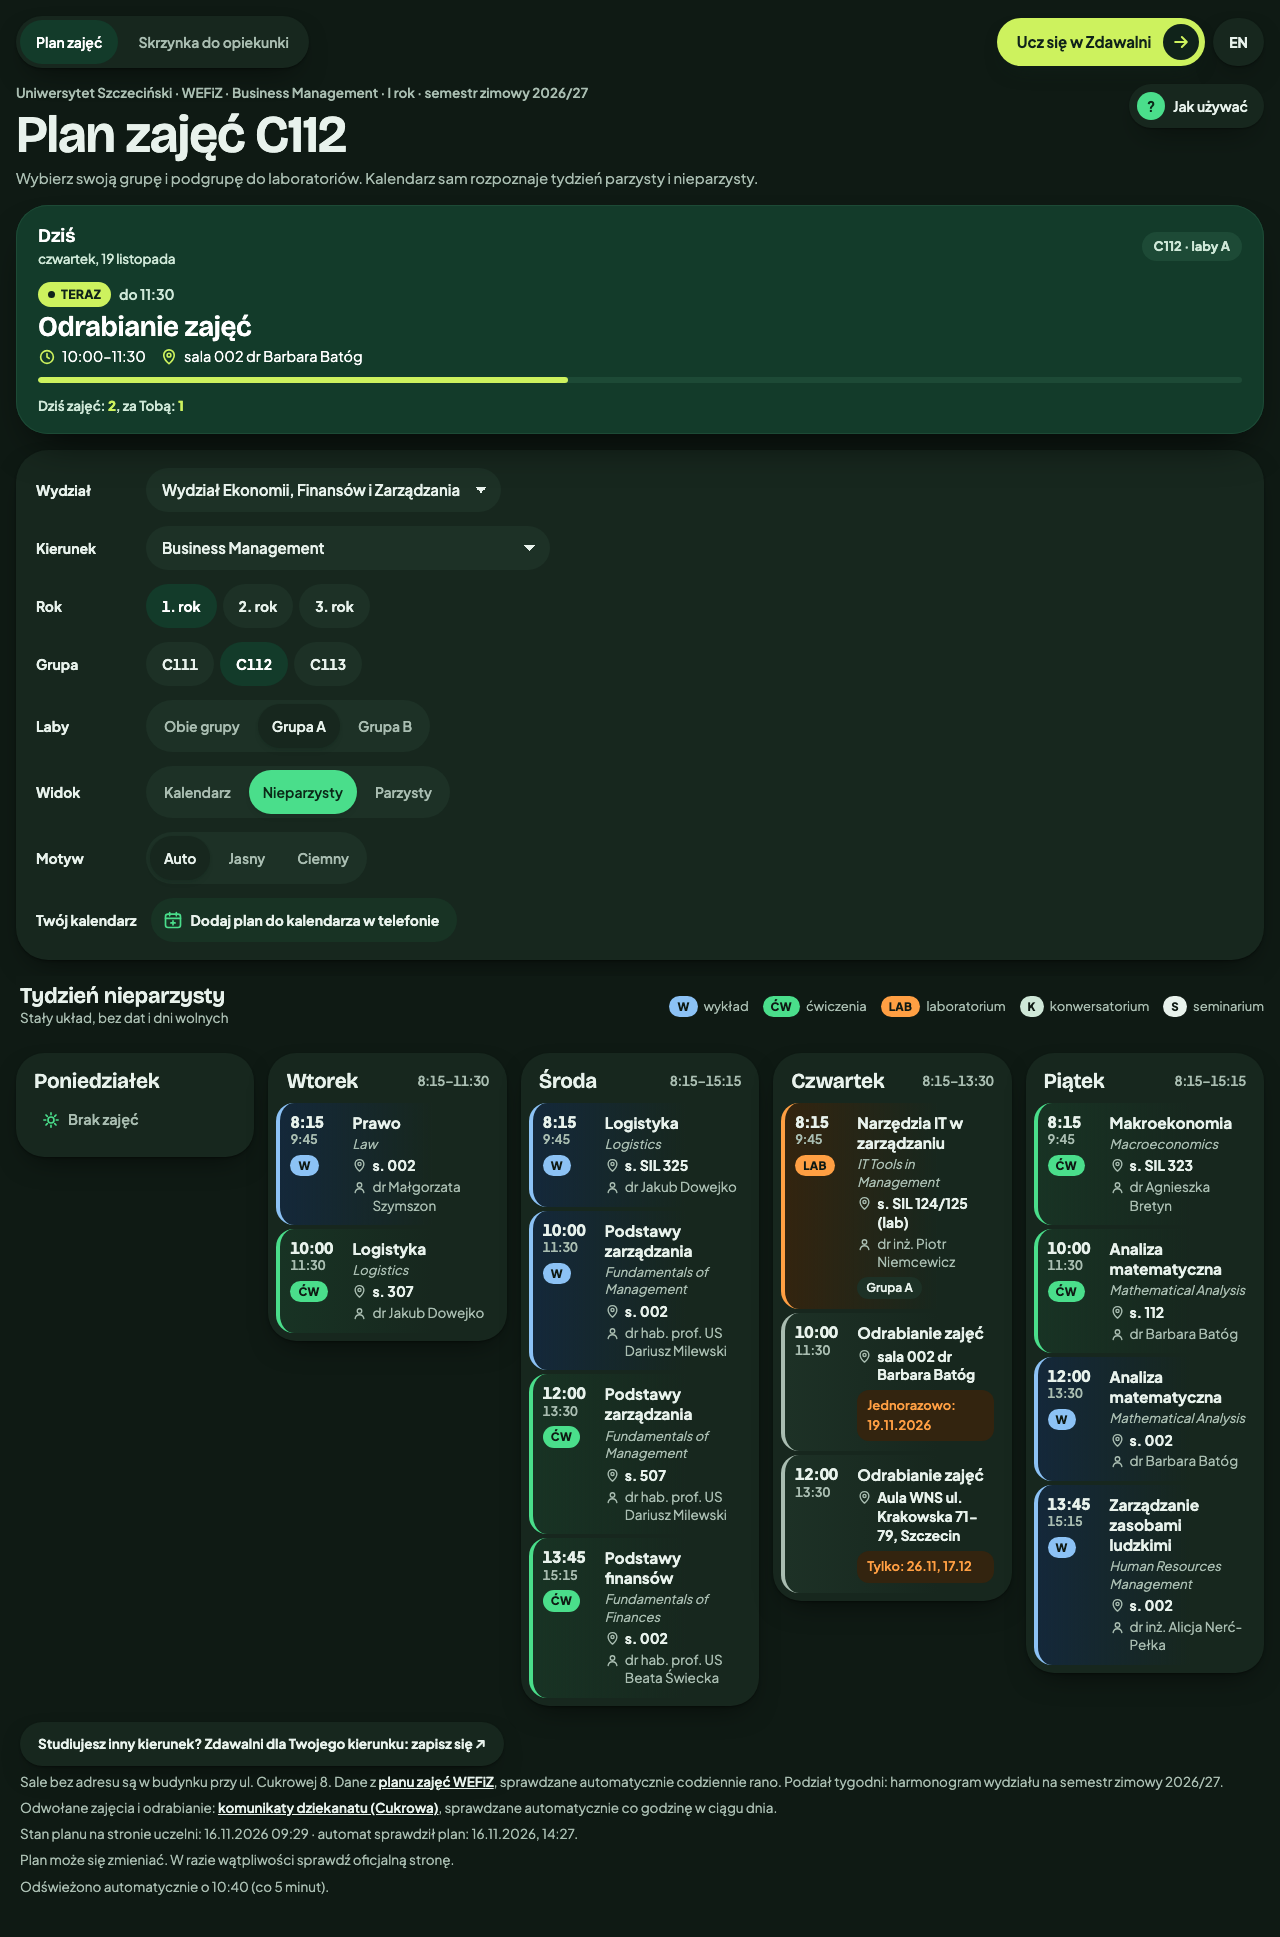 Plan zajęć
Skrzynka do opiekunki
Ucz się w Zdawalni
EN
Uniwersytet Szczeciński · WEFiZ · Business Management · I rok · semestr zimowy 2026/27
? Jak używać
Plan zajęć C112
Wybierz swoją grupę i podgrupę do laboratoriów. Kalendarz sam rozpoznaje tydzień parzysty i nieparzysty.
Dziś
czwartek, 19 listopada
C112 · laby A
TERAZ do 11:30
Odrabianie zajęć
10:00–11:30 sala 002 dr Barbara Batóg
Dziś zajęć: 2, za Tobą: 1
Wydział Wydział Ekonomii, Finansów i Zarządzania
Kierunek Business Management
Rok 1. rok 2. rok 3. rok
Grupa C111 C112 C113
Laby Obie grupy Grupa A Grupa B
Widok Kalendarz Nieparzysty Parzysty
Motyw Auto Jasny Ciemny
Twój kalendarz Dodaj plan do kalendarza w telefonie
Tydzień nieparzysty
Stały układ, bez dat i dni wolnych
W wykład ĆW ćwiczenia LAB laboratorium K konwersatorium S seminarium
Poniedziałek
Brak zajęć
Wtorek 8:15–11:30
8:15
9:45
W
Prawo
Law
s. 002
dr Małgorzata
Szymszon
10:00
11:30
ĆW
Logistyka
Logistics
s. 307
dr Jakub Dowejko
Środa 8:15–15:15
8:15
9:45
W
Logistyka
Logistics
s. SIL 325
dr Jakub Dowejko
10:00
11:30
W
Podstawy
zarządzania
Fundamentals of
Management
s. 002
dr hab. prof. US
Dariusz Milewski
12:00
13:30
ĆW
Podstawy
zarządzania
Fundamentals of
Management
s. 507
dr hab. prof. US
Dariusz Milewski
13:45
15:15
ĆW
Podstawy
finansów
Fundamentals of
Finances
s. 002
dr hab. prof. US
Beata Świecka
Czwartek 8:15–13:30
8:15
9:45
LAB
Narzędzia IT w
zarządzaniu
IT Tools in
Management
s. SIL 124/125
(lab)
dr inż. Piotr
Niemcewicz
Grupa A
10:00
11:30
Odrabianie zajęć
sala 002 dr
Barbara Batóg
Jednorazowo:
19.11.2026
12:00
13:30
Odrabianie zajęć
Aula WNS ul.
Krakowska 71–
79, Szczecin
Tylko: 26.11, 17.12
Piątek 8:15–15:15
8:15
9:45
ĆW
Makroekonomia
Macroeconomics
s. SIL 323
dr Agnieszka
Bretyn
10:00
11:30
ĆW
Analiza
matematyczna
Mathematical Analysis
s. 112
dr Barbara Batóg
12:00
13:30
W
Analiza
matematyczna
Mathematical Analysis
s. 002
dr Barbara Batóg
13:45
15:15
W
Zarządzanie
zasobami
ludzkimi
Human Resources
Management
s. 002
dr inż. Alicja Nerć-
Pełka
Studiujesz inny kierunek? Zdawalni dla Twojego kierunku: zapisz się ↗
Sale bez adresu są w budynku przy ul. Cukrowej 8. Dane z planu zajęć WEFiZ, sprawdzane automatycznie codziennie rano. Podział tygodni: harmonogram wydziału na semestr zimowy 2026/27.
Odwołane zajęcia i odrabianie: komunikaty dziekanatu (Cukrowa), sprawdzane automatycznie co godzinę w ciągu dnia.
Stan planu na stronie uczelni: 16.11.2026 09:29 · automat sprawdził plan: 16.11.2026, 14:27.
Plan może się zmieniać. W razie wątpliwości sprawdź oficjalną stronę.
Odświeżono automatycznie o 10:40 (co 5 minut).